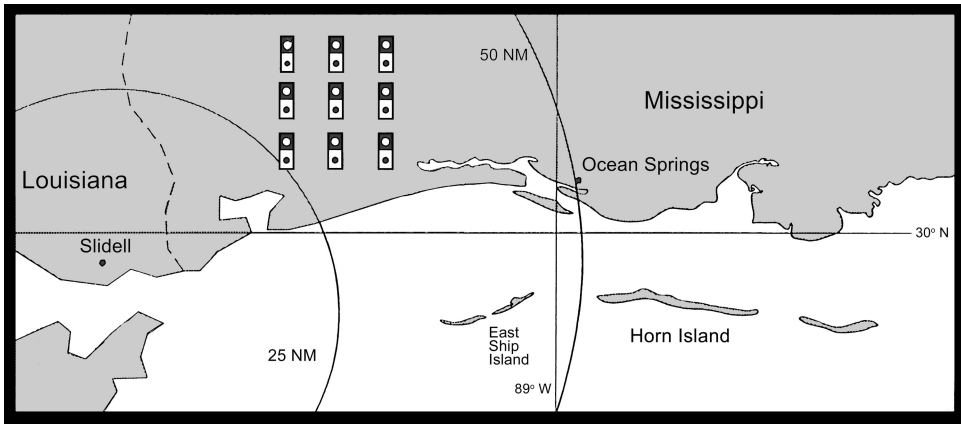 50 NM
Mississippi
Ocean Springs
Louisiana
30° N
Slidell
East
Ship
Island
Horn Island
25 NM
89° W